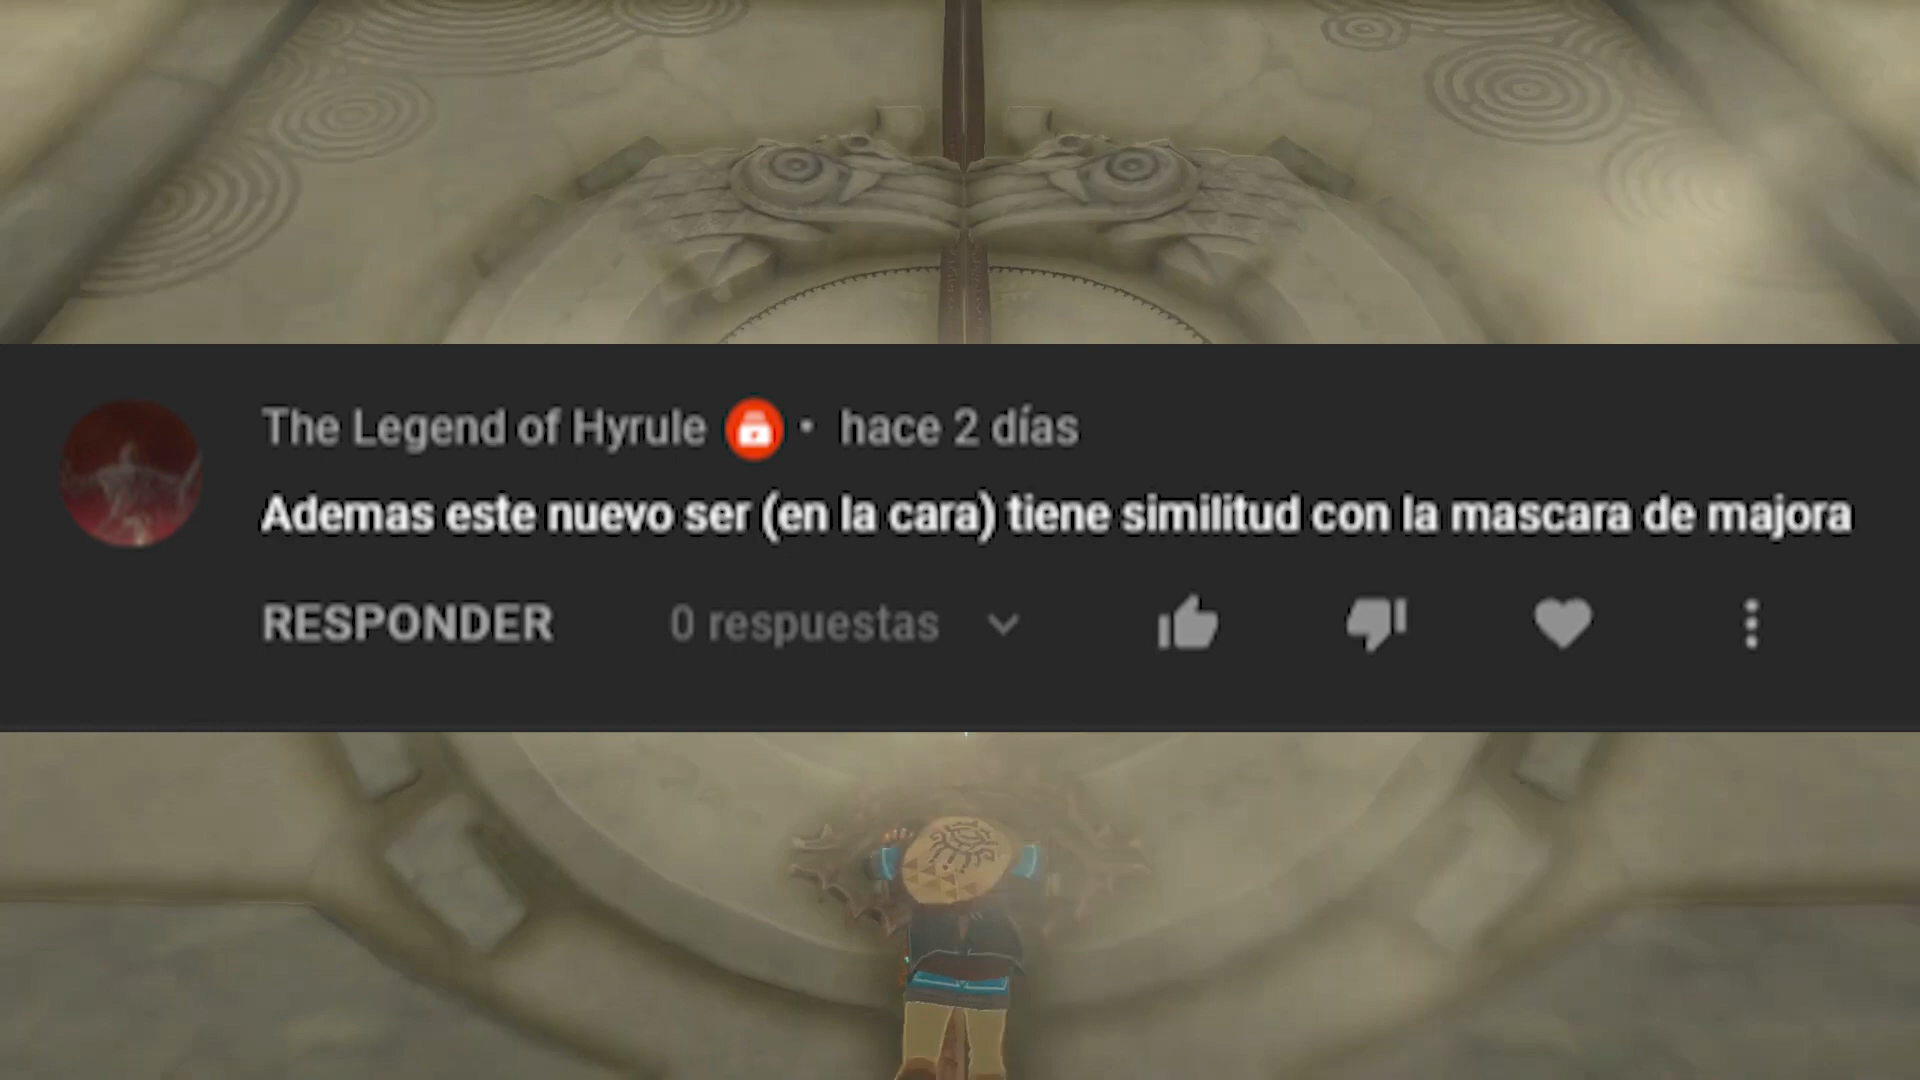 The Legend of Hyrule • hace 2 días
Ademas este nuevo ser (en la cara) tiene similitud con la mascara de majora
RESPONDER 0 respuestas